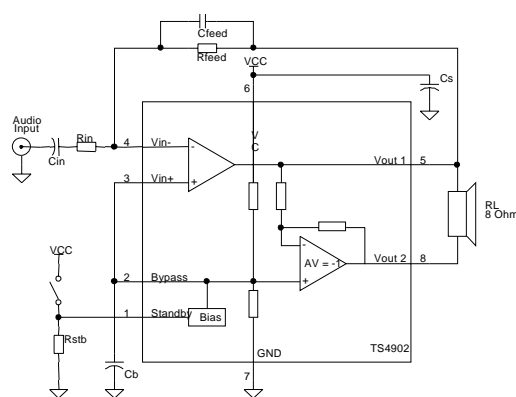 Cfeed
Rfeed
VCC
6
Cs
Audio
Input
Rin
4
Vin-
-
VC
C
Vout 1
5
Cin
3
Vin+
+
RL
8 Ohm
-
AV = -1
Vout 2
8
VCC
2
Bypass
+
1
Standby
Bias
Rstb
GND
TS4902
Cb
7